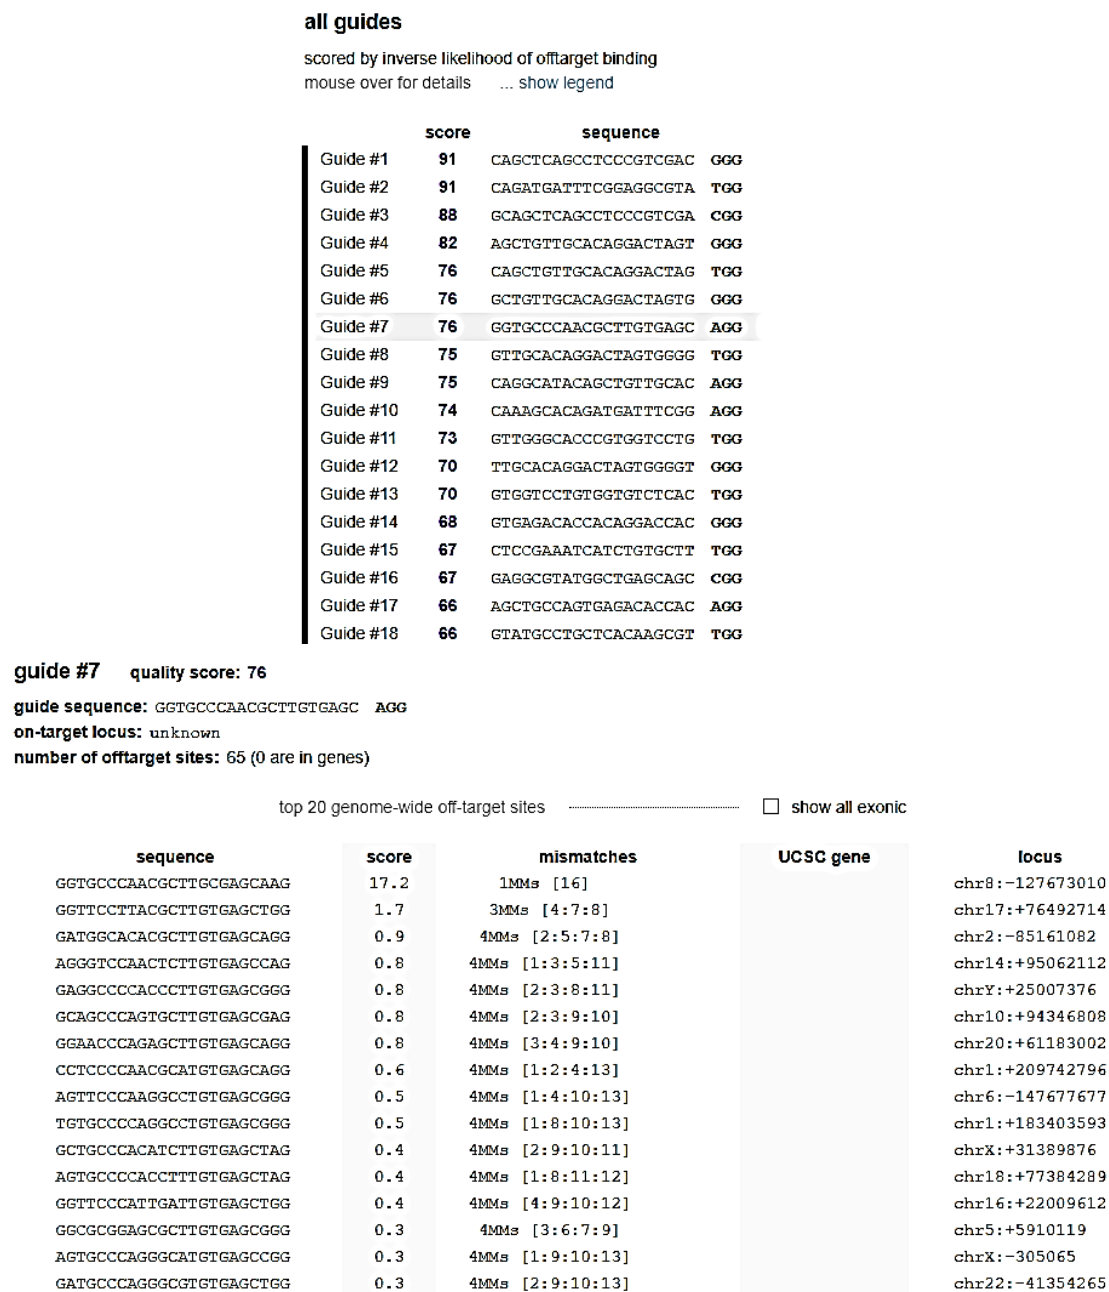 all guides
scored by inverse likelihood of offtarget binding
mouse over for details ... show legend
score sequence
Guide #1 91 CAGCTCAGCCTCCCGTCGAC GGG
Guide #2 91 CAGATGATTTCGGAGGCGTA TGG
Guide #3 88 GCAGCTCAGCCTCCCGTCGA CGG
Guide #4 82 AGCTGTTGCACAGGACTAGT GGG
Guide #5 76 CAGCTGTTGCACAGGACTAG TGG
Guide #6 76 GCTGTTGCACAGGACTAGTG GGG
Guide #7 76 GGTGCCCAACGCTTGTGAGC AGG
Guide #8 75 GTTGCACAGGACTAGTGGGG TGG
Guide #9 75 CAGGCATACAGCTGTTGCAC AGG
Guide #10 74 CAAAGCACAGATGATTTCGG AGG
Guide #11 73 GTTGGGCACCCGTGGTCCTG TGG
Guide #12 70 TTGCACAGGACTAGTGGGGT GGG
Guide #13 70 GTGGTCCTGTGGTGTCTCAC TGG
Guide #14 68 GTGAGACACCACAGGACCAC GGG
Guide #15 67 CTCCGAAATCATCTGTGCTT TGG
Guide #16 67 GAGGCGTATGGCTGAGCAGC CGG
Guide #17 66 AGCTGCCAGTGAGACACCAC AGG
Guide #18 66 GTATGCCTGCTCACAAGCGT TGG
guide #7 quality score: 76
guide sequence: GGTGCCCAACGCTTGTGAGC AGG
on-target locus: unknown
number of offtarget sites: 65 (0 are in genes)
top 20 genome-wide off-target sites show all exonic
sequence score mismatches UCSC gene locus
GGTGCCCAACGCTTGCGAGCAAG 17.2 1MMs [16] chr8:-127673010
GGTTCCTTACGCTTGTGAGCTGG 1.7 3MMs [4:7:8] chr17:+76492714
GATGGCACACGCTTGTGAGCAGG 0.9 4MMs [2:5:7:8] chr2:-85161082
AGGGTCCAACTCTTGTGAGCCAG 0.8 4MMs [1:3:5:11] chr14:+95062112
GAGGCCCCACCCTTGTGAGCGGG 0.8 4MMs [2:3:8:11] chrY:+25007376
GCAGCCCAGTGCTTGTGAGCGAG 0.8 4MMs [2:3:9:10] chr10:+94346808
GGAACCCAGAGCTTGTGAGCAGG 0.8 4MMs [3:4:9:10] chr20:+61183002
CCTCCCCAACGCATGTGAGCAGG 0.6 4MMs [1:2:4:13] chr1:+209742796
AGTTCCCAAGGCCTGTGAGCGGG 0.5 4MMs [1:4:10:13] chr6:-147677677
TGTGCCCCAGGCCTGTGAGCGGG 0.5 4MMs [1:8:10:13] chr1:+183403593
GCTGCCCACATCTTGTGAGCTAG 0.4 4MMs [2:9:10:11] chrX:+31389876
AGTGCCCCACCTTTGTGAGCTAG 0.4 4MMs [1:8:11:12] chr18:+77384289
GGTTCCCATTGATTGTGAGCTGG 0.4 4MMs [4:9:10:12] chr16:+22009612
GGCGCGGAGCGCTTGTGAGCGGG 0.3 4MMs [3:6:7:9] chr5:+5910119
AGTGCCCAGGGCATGTGAGCCGG 0.3 4MMs [1:9:10:13] chrX:-305065
GATGCCCAGGGCGTGTGAGCTGG 0.3 4MMs [2:9:10:13] chr22:-41354265